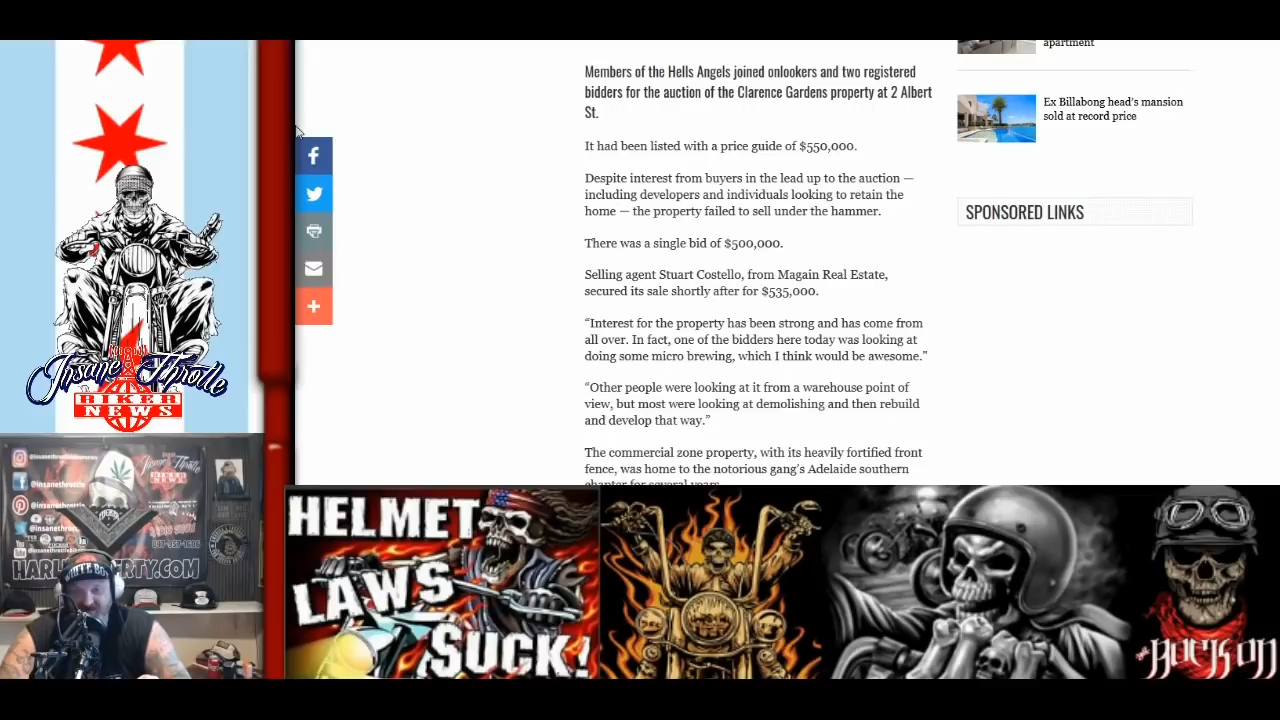 apartment
Members of the Hells Angels joined onlookers and two registered
bidders for the auction of the Clarence Gardens property at 2 Albert
St.
Ex Billabong head's mansion
sold at record price
It had been listed with a price guide of $550,000.
Despite interest from buyers in the lead up to the auction —
including developers and individuals looking to retain the
home — the property failed to sell under the hammer.
SPONSORED LINKS
There was a single bid of $500,000.
Selling agent Stuart Costello, from Magain Real Estate,
secured its sale shortly after for $535,000.
“Interest for the property has been strong and has come from
all over. In fact, one of the bidders here today was looking at
doing some micro brewing, which I think would be awesome.”
“Other people were looking at it from a warehouse point of
view, but most were looking at demolishing and then rebuild
and develop that way.”
The commercial zone property, with its heavily fortified front
fence, was home to the notorious gang's Adelaide southern
chapter for several years
Insane Throttle
BIKER
NEWS
@insanethrottle
HELMET
LAWS
SUCK!
ROCK ON